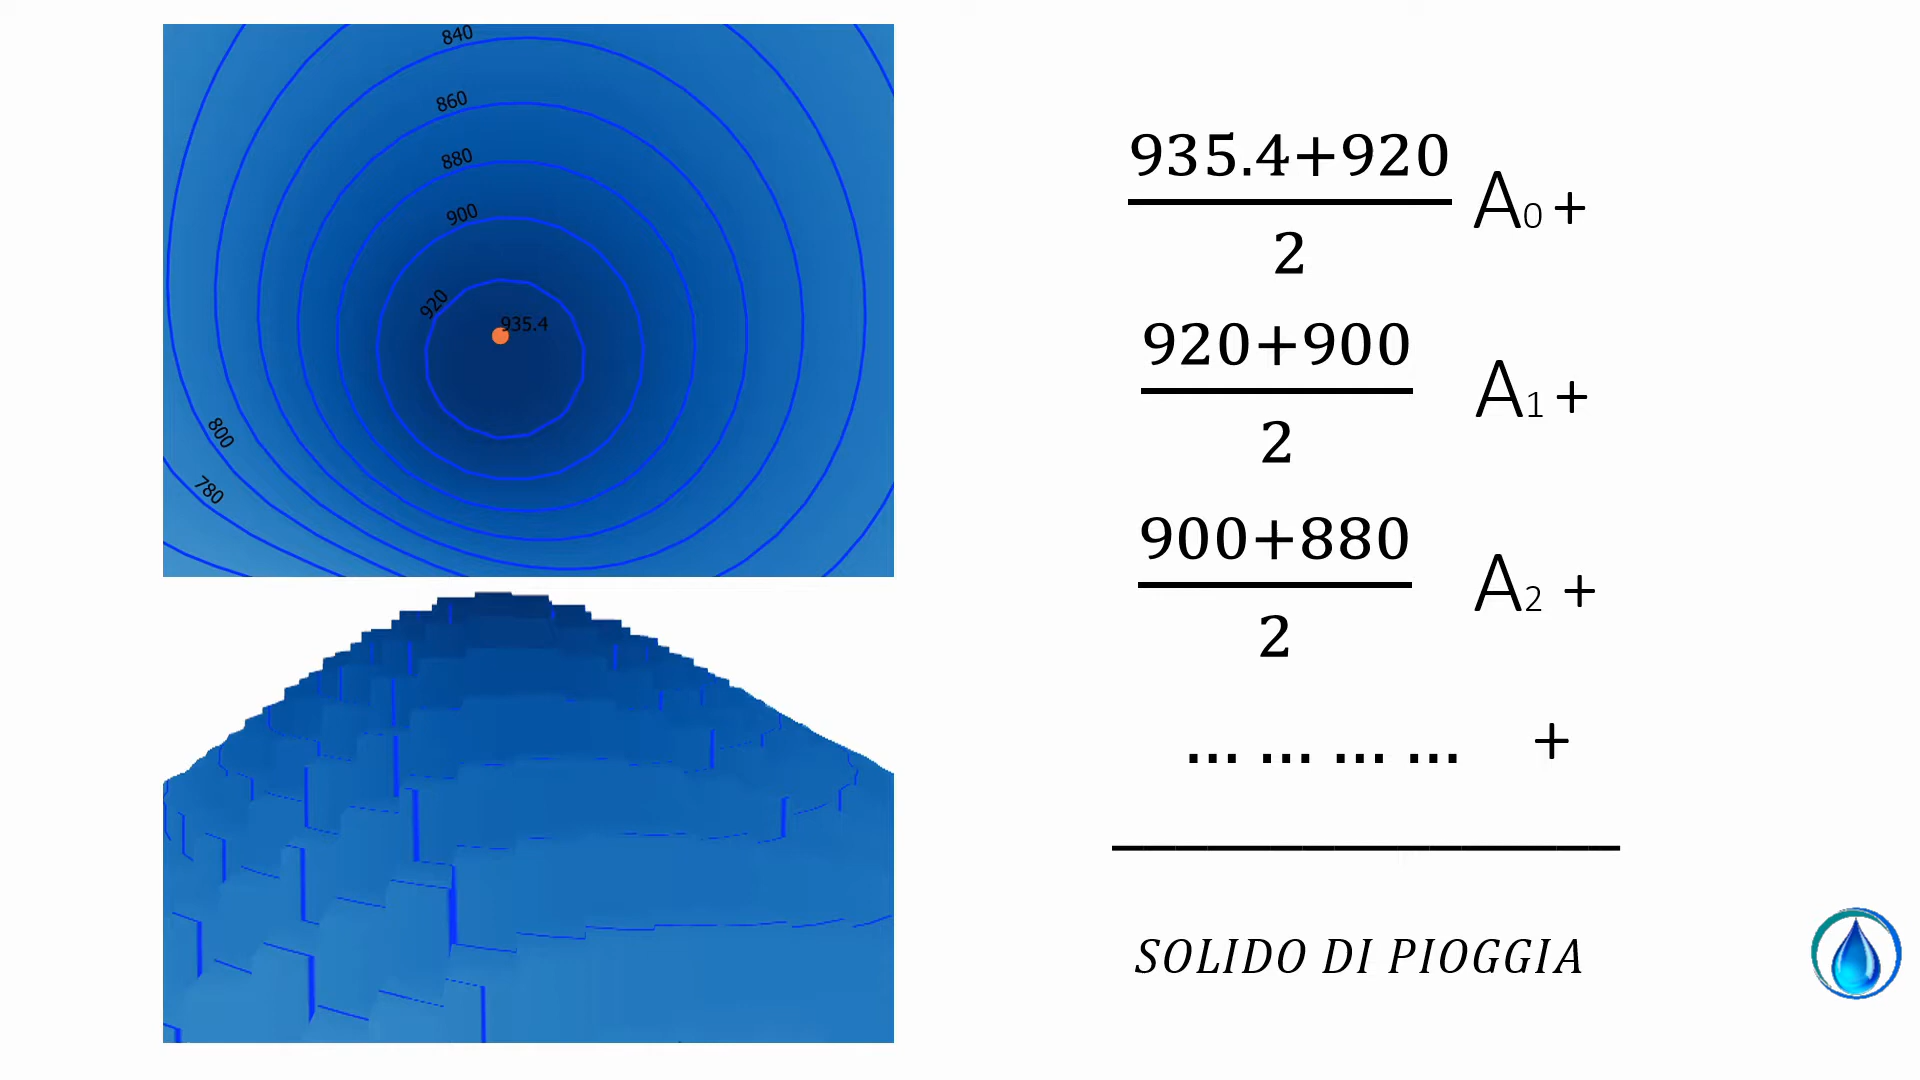 840
860
880
900
920
935.4
800
780
935.4+920
2
A0 +
920+900
2
A1 +
900+880
2
A2 +
... ... ... ... +
SOLIDO DI PIOGGIA